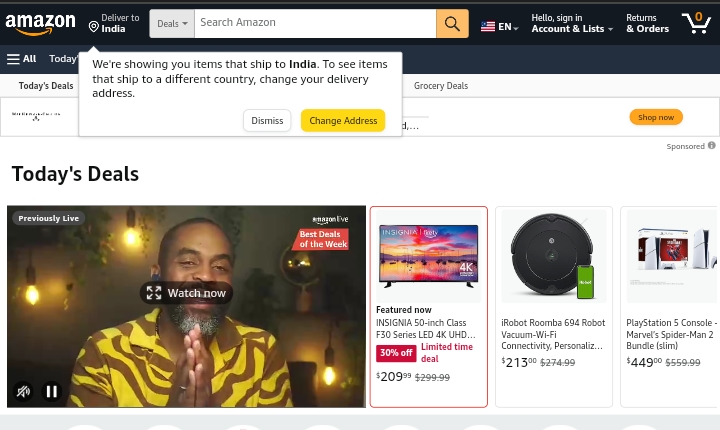 amazon
Deliver to
India
Deals
Search Amazon
EN
Hello, sign in
Account & Lists
Returns
& Orders
0
All
Today'
We're showing you items that ship to India. To see items
that ship to a different country, change your delivery
address.
Dismiss
Change Address
Today's Deals
Grocery Deals
d,...
Shop now
Sponsored
Today's Deals
Previously Live
amazon live
Best Deals
of the Week
Watch now
INSIGNIA
fire tv
4K
Featured now
INSIGNIA 50-inch Class
F30 Series LED 4K UHD...
30% off
Limited time
deal
$209.99 $299.99
iRobot Roomba 694 Robot
Vacuum-Wi-Fi
Connectivity, Personaliz...
$213.00 $274.99
PlayStation 5 Console -
Marvel's Spider-Man 2
Bundle (slim)
$449.00 $559.99